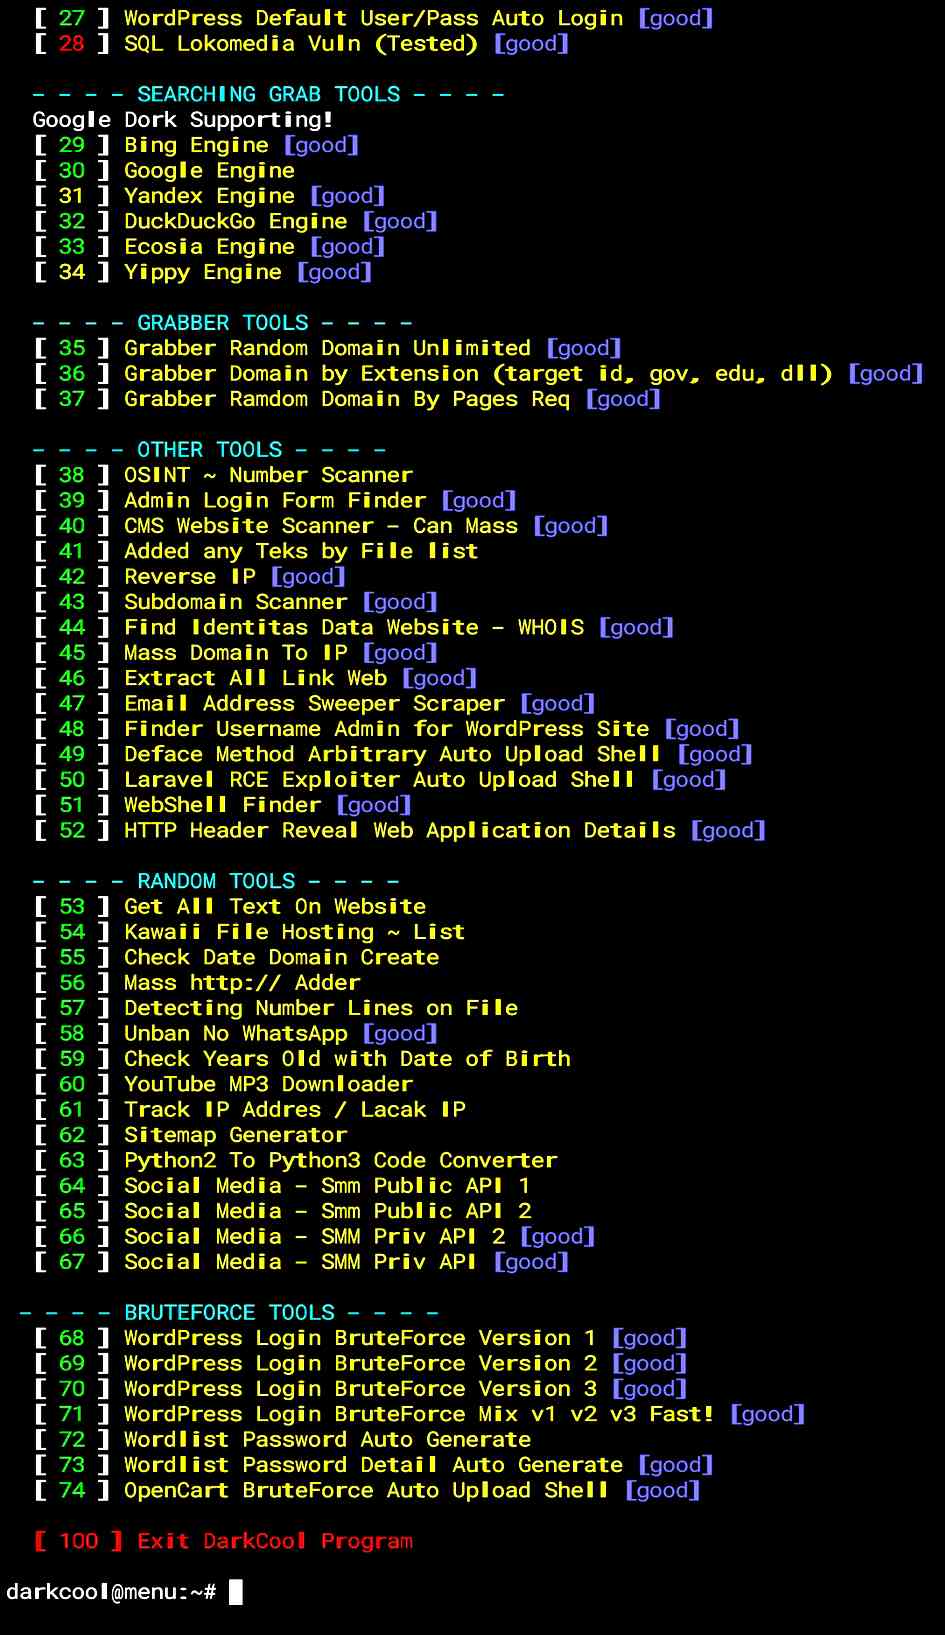 [ 27 ] WordPress Default User/Pass Auto Login [good]
[ 28 ] SQL Lokomedia Vuln (Tested) [good]
- - - - SEARCHING GRAB TOOLS - - - -
Google Dork Supporting!
[ 29 ] Bing Engine [good]
[ 30 ] Google Engine
[ 31 ] Yandex Engine [good]
[ 32 ] DuckDuckGo Engine [good]
[ 33 ] Ecosia Engine [good]
[ 34 ] Yippy Engine [good]
- - - - GRABBER TOOLS - - - -
[ 35 ] Grabber Random Domain Unlimited [good]
[ 36 ] Grabber Domain by Extension (target id, gov, edu, dll) [good]
[ 37 ] Grabber Ramdom Domain By Pages Req [good]
- - - - OTHER TOOLS - - - -
[ 38 ] OSINT ~ Number Scanner
[ 39 ] Admin Login Form Finder [good]
[ 40 ] CMS Website Scanner - Can Mass [good]
[ 41 ] Added any Teks by File list
[ 42 ] Reverse IP [good]
[ 43 ] Subdomain Scanner [good]
[ 44 ] Find Identitas Data Website - WHOIS [good]
[ 45 ] Mass Domain To IP [good]
[ 46 ] Extract All Link Web [good]
[ 47 ] Email Address Sweeper Scraper [good]
[ 48 ] Finder Username Admin for WordPress Site [good]
[ 49 ] Deface Method Arbitrary Auto Upload Shell [good]
[ 50 ] Laravel RCE Exploiter Auto Upload Shell [good]
[ 51 ] WebShell Finder [good]
[ 52 ] HTTP Header Reveal Web Application Details [good]
- - - - RANDOM TOOLS - - - -
[ 53 ] Get All Text On Website
[ 54 ] Kawaii File Hosting ~ List
[ 55 ] Check Date Domain Create
[ 56 ] Mass http:// Adder
[ 57 ] Detecting Number Lines on File
[ 58 ] Unban No WhatsApp [good]
[ 59 ] Check Years Old with Date of Birth
[ 60 ] YouTube MP3 Downloader
[ 61 ] Track IP Addres / Lacak IP
[ 62 ] Sitemap Generator
[ 63 ] Python2 To Python3 Code Converter
[ 64 ] Social Media - Smm Public API 1
[ 65 ] Social Media - Smm Public API 2
[ 66 ] Social Media - SMM Priv API 2 [good]
[ 67 ] Social Media - SMM Priv API [good]
- - - - BRUTEFORCE TOOLS - - - -
[ 68 ] WordPress Login BruteForce Version 1 [good]
[ 69 ] WordPress Login BruteForce Version 2 [good]
[ 70 ] WordPress Login BruteForce Version 3 [good]
[ 71 ] WordPress Login BruteForce Mix v1 v2 v3 Fast! [good]
[ 72 ] Wordlist Password Auto Generate
[ 73 ] Wordlist Password Detail Auto Generate [good]
[ 74 ] OpenCart BruteForce Auto Upload Shell [good]
[ 100 ] Exit DarkCool Program
darkcool@menu:~#